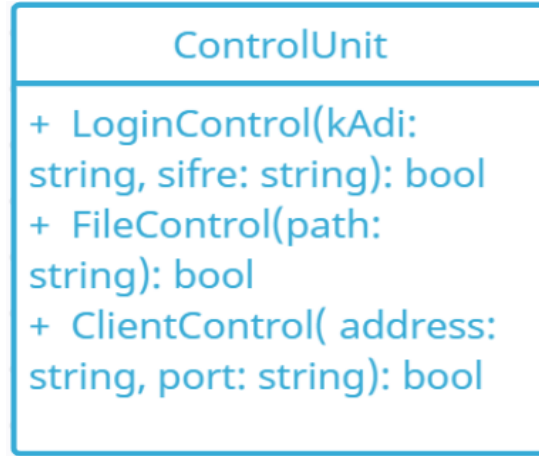 ControlUnit
+ LoginControl(kAdi:
string, sifre: string): bool
+ FileControl(path:
string): bool
+ ClientControl( address:
string, port: string): bool